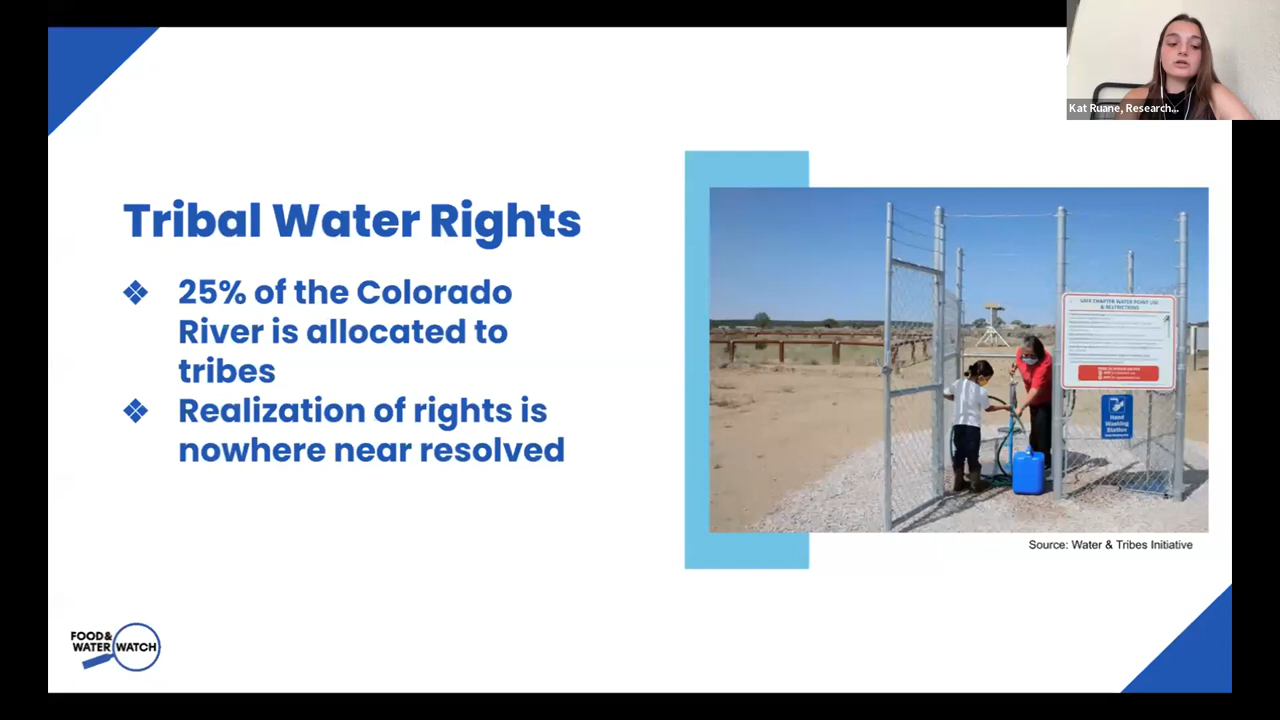 Kat Ruane, Research...
Tribal Water Rights
❖ 25% of the Colorado
River is allocated to
tribes
❖ Realization of rights is
nowhere near resolved
& RESTRICTIONS
Hand
Washing
Station
Source: Water & Tribes Initiative
FOOD&
WATER WATCH